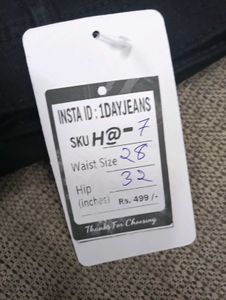 INSTA ID : 1DAYJEANS
SKU H@-7
Waist Size 28
Hip 32
(inches) Rs. 499 /-
Thanks For Choosing